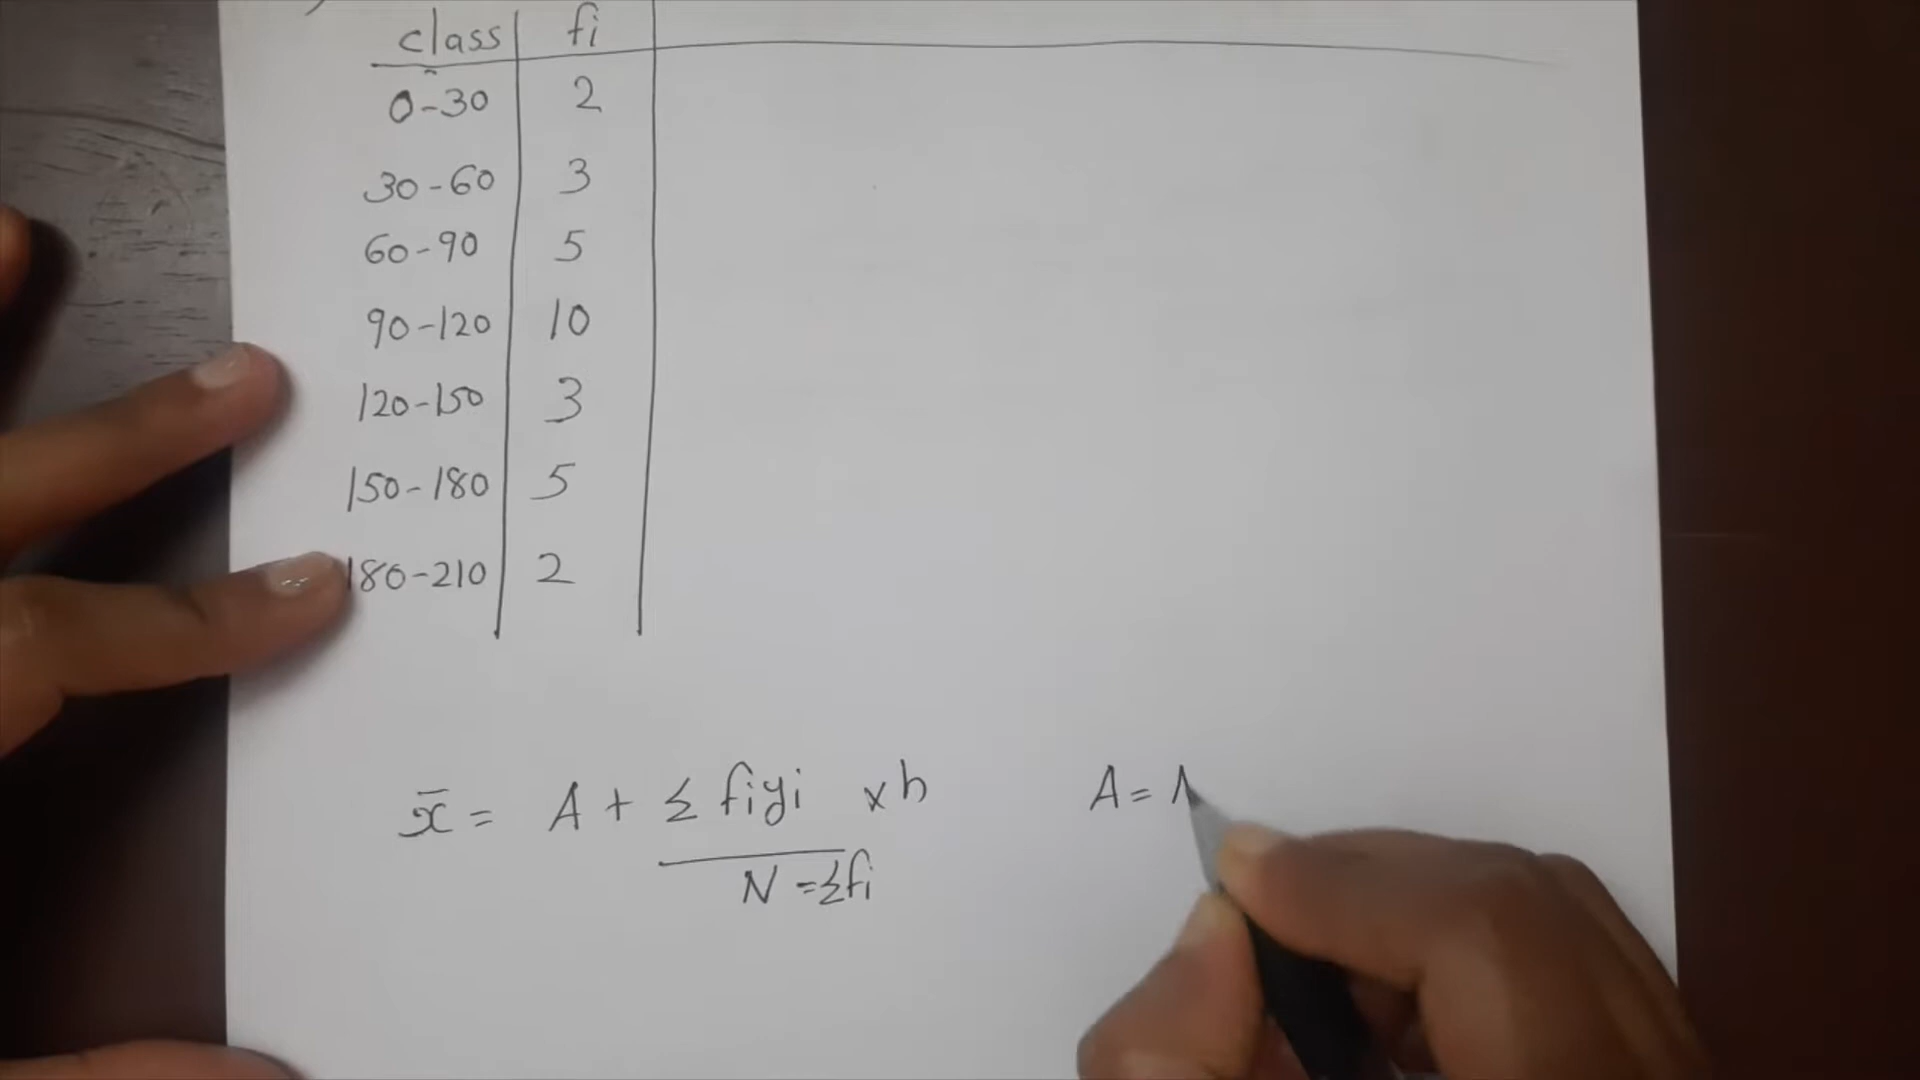 class fi
0-30 2
30-60 3
60-90 5
90-120 10
120-150 3
150-180 5
180-210 2
x̄ = A + Σ fiyi × h
N = Σfi
A =